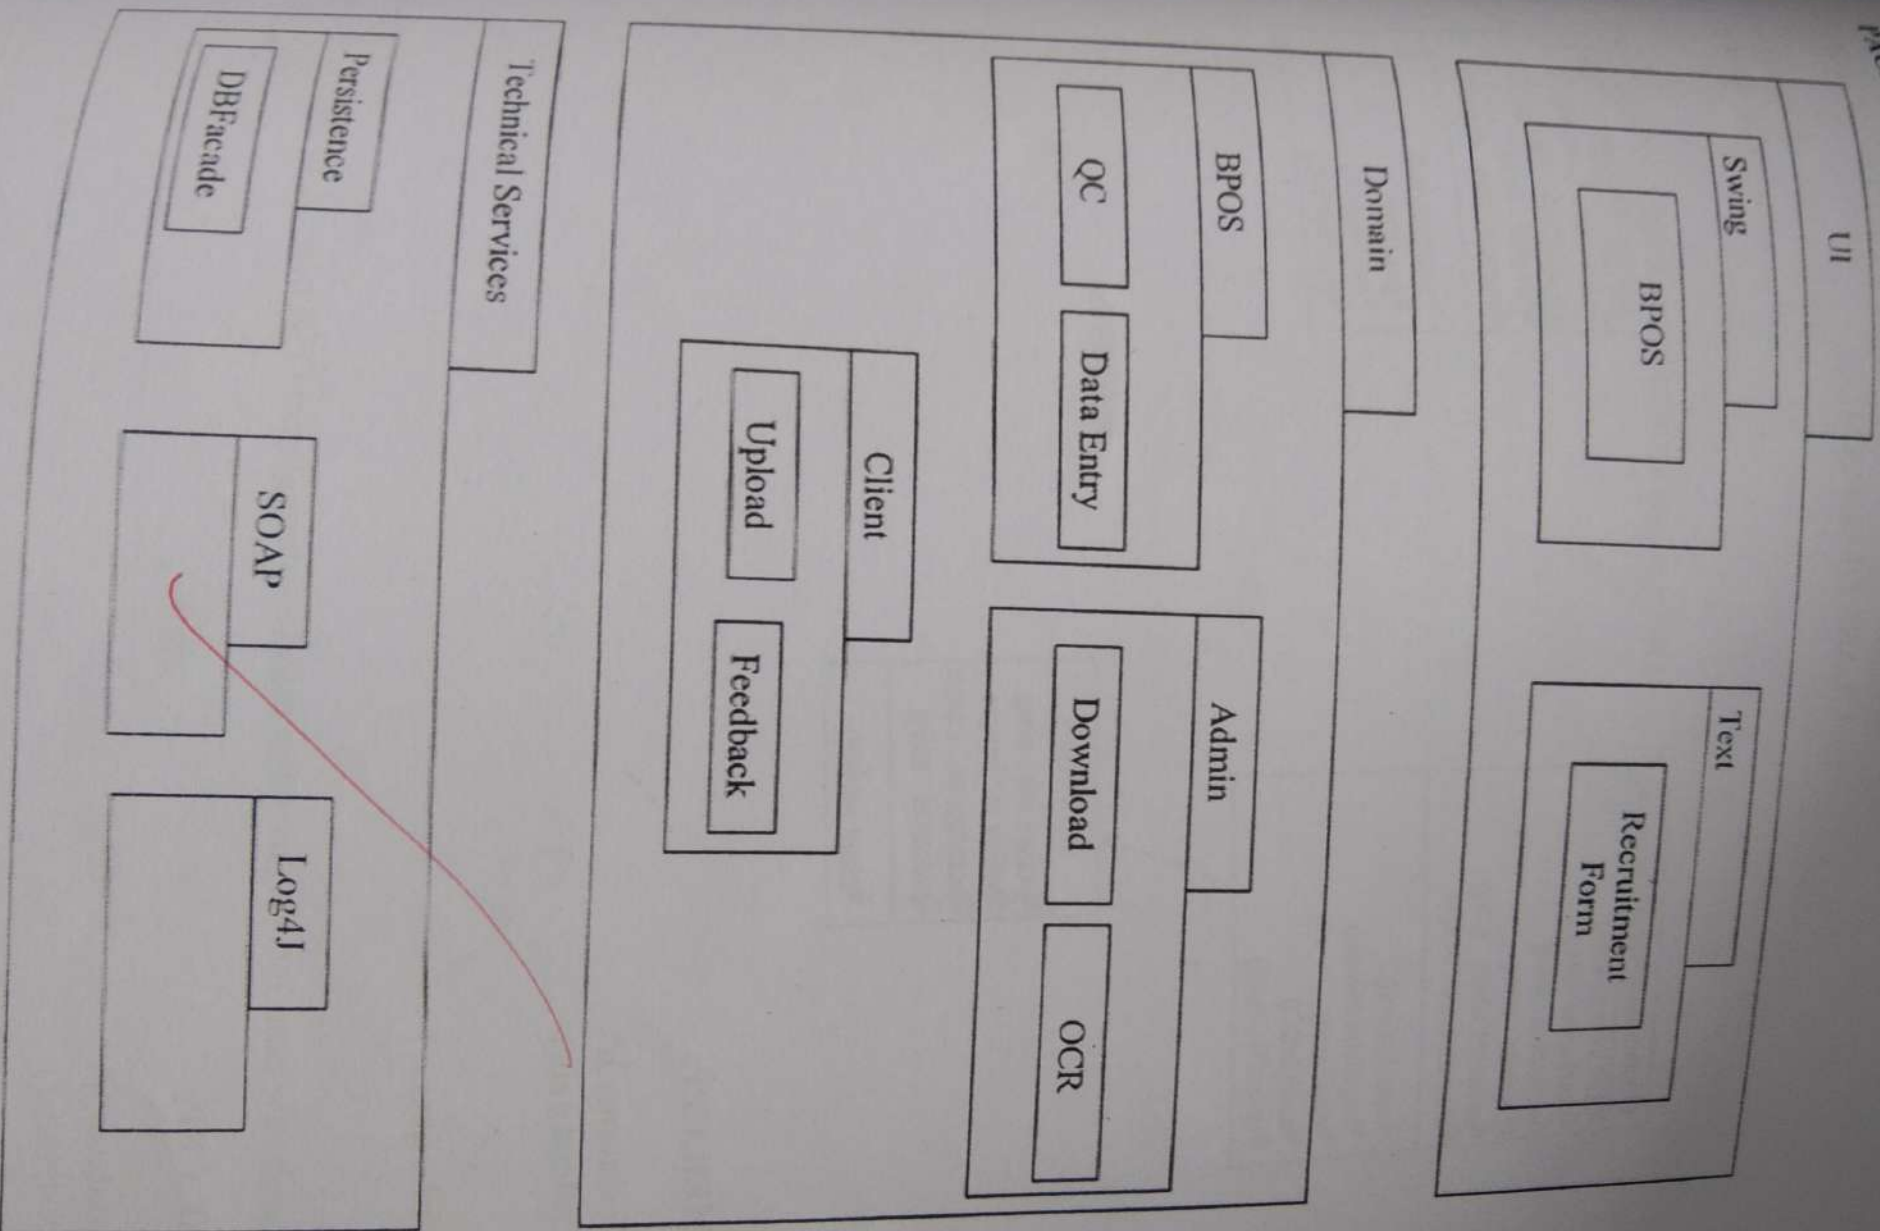 UI
Swing
BPOS
Text
Recruitment
Form
Domain
BPOS
QC
Data Entry
Admin
Download
OCR
Client
Upload
Feedback
Technical Services
Persistence
DBFacade
SOAP
Log4J